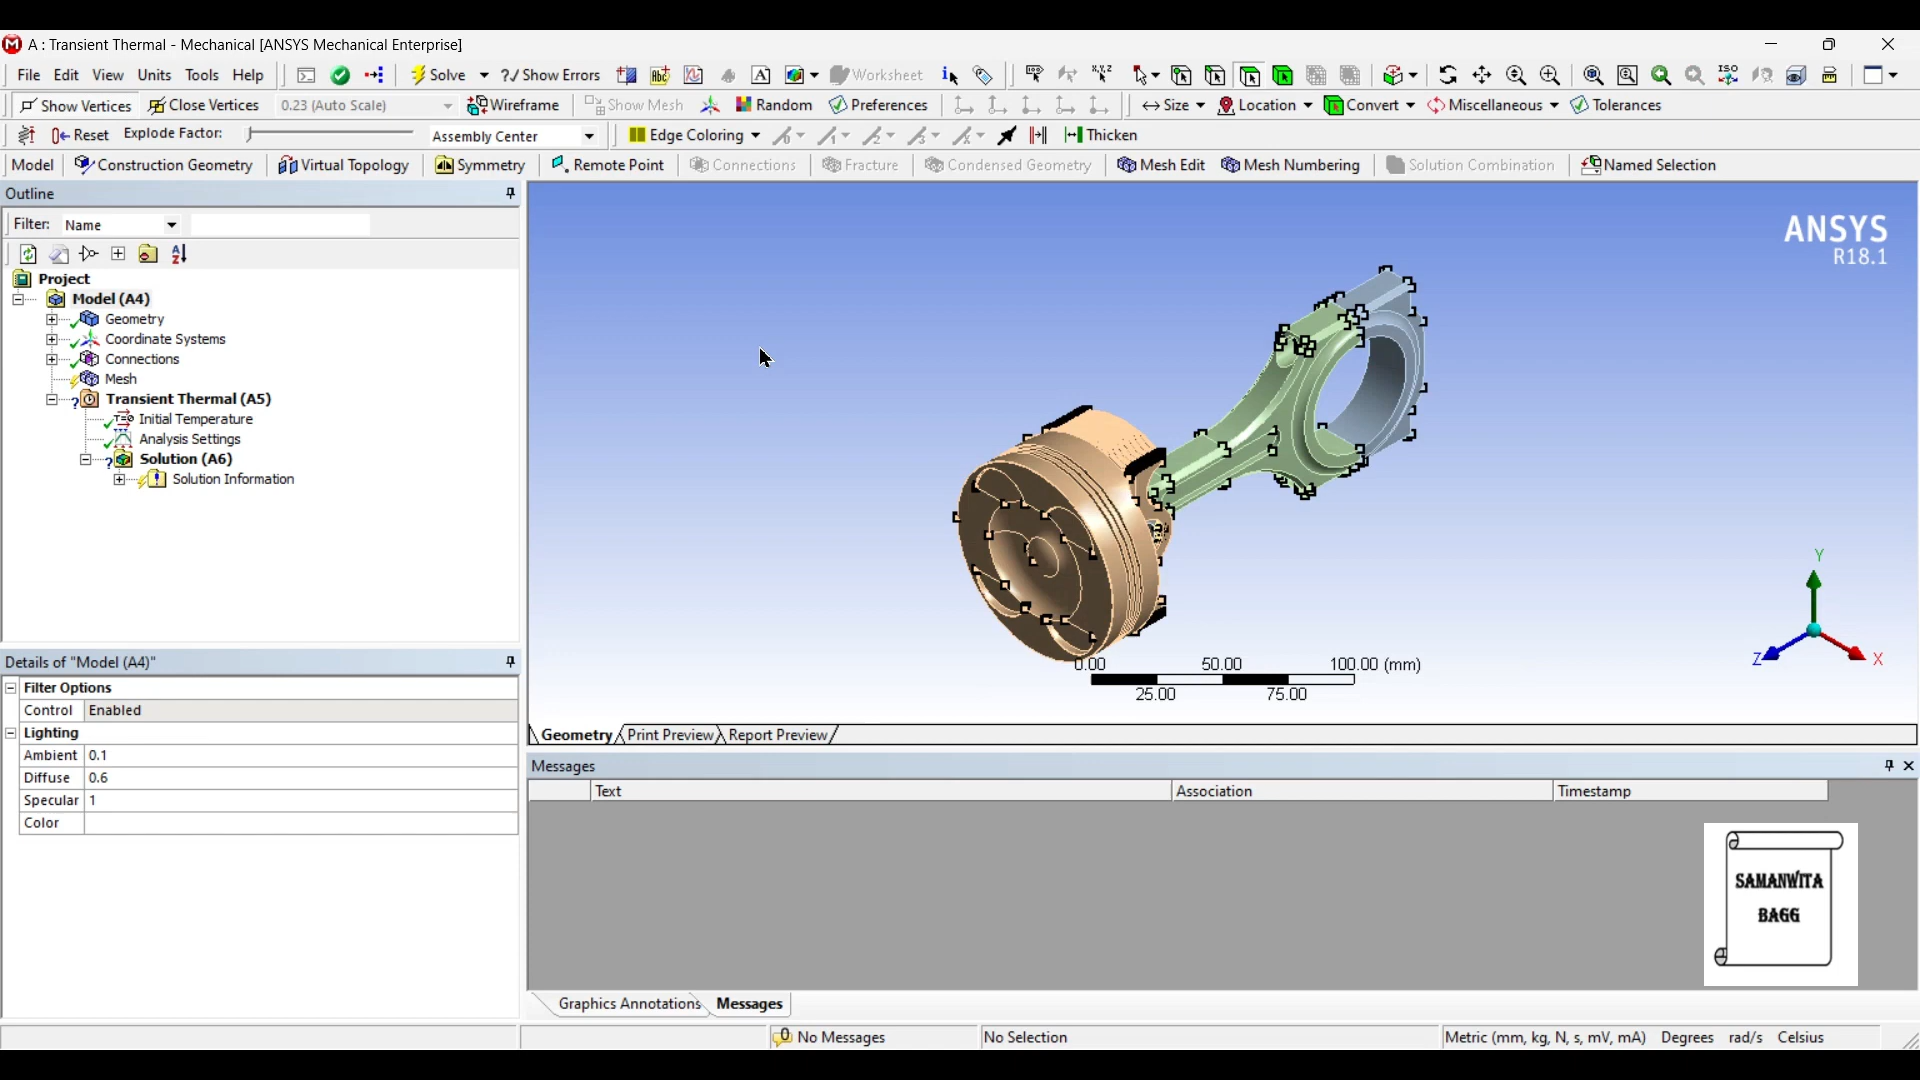 A : Transient Thermal - Mechanical [ANSYS Mechanical Enterprise]
File Edit View Units Tools Help Solve ?/ Show Errors Worksheet
Show Vertices Close Vertices 0.23 (Auto Scale) Wireframe Show Mesh Random Preferences Size Location Convert Miscellaneous Tolerances
Reset Explode Factor: Assembly Center Edge Coloring Thicken
Model Construction Geometry Virtual Topology Symmetry Remote Point Connections Fracture Condensed Geometry Mesh Edit Mesh Numbering Solution Combination Named Selection
Outline
Filter: Name
Project
Model (A4)
Geometry
Coordinate Systems
Connections
Mesh
Transient Thermal (A5)
Initial Temperature
Analysis Settings
Solution (A6)
Solution Information
Details of "Model (A4)"
Filter Options
Control Enabled
Lighting
Ambient 0.1
Diffuse 0.6
Specular 1
Color
ANSYS
R18.1
Y
Z X
0.00 50.00 100.00 (mm)
25.00 75.00
Geometry Print Preview Report Preview
Messages
Text Association Timestamp
SAMANWITA
BAGG
Graphics Annotations Messages
No Messages No Selection Metric (mm, kg, N, s, mV, mA) Degrees rad/s Celsius